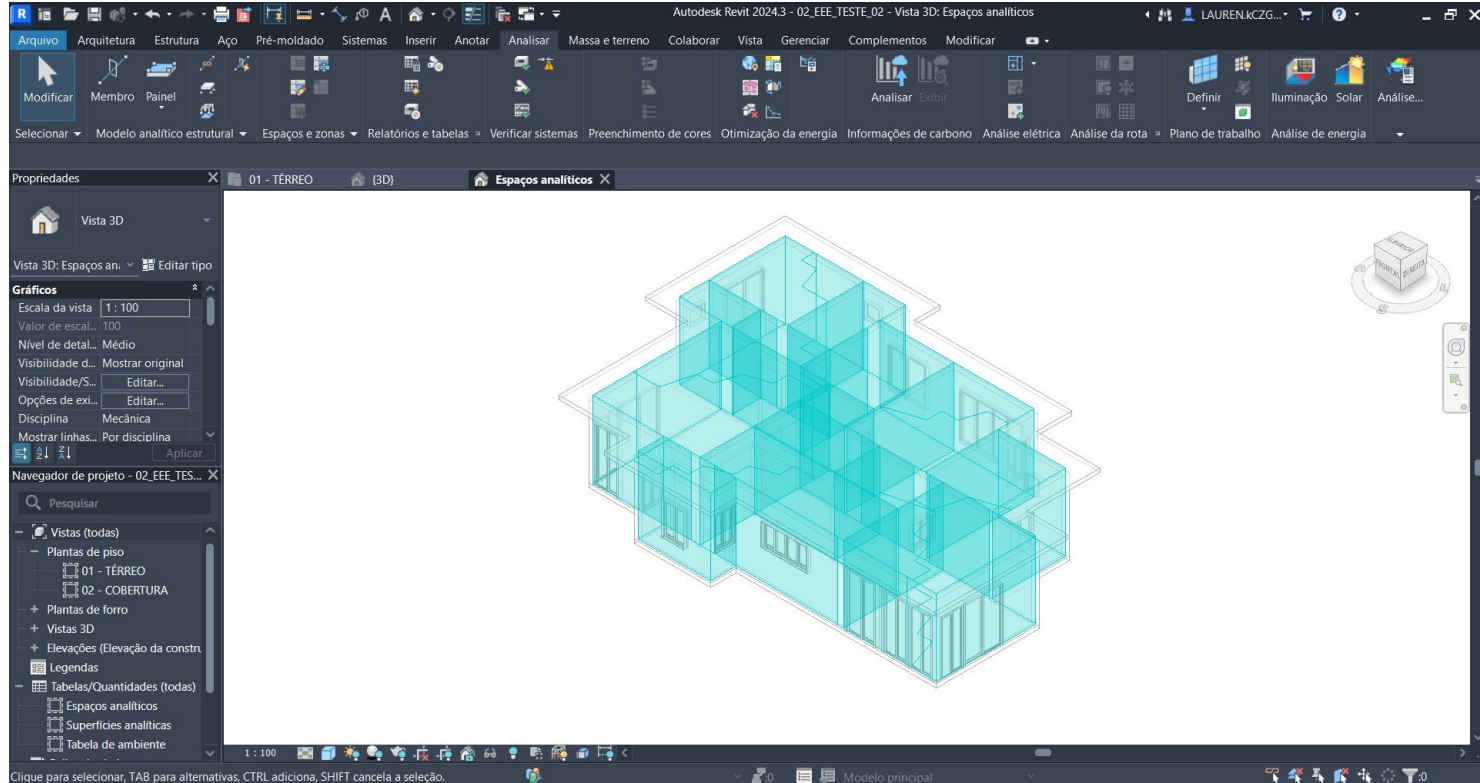 Autodesk Revit 2024.3 - 02_EEE_TESTE_02 - Vista 3D: Espaços analíticos
LAUREN.kCZG...
Arquivo Arquitetura Estrutura Aço Pré-moldado Sistemas Inserir Anotar Analisar Massa e terreno Colaborar Vista Gerenciar Complementos Modificar
Modificar Membro Painel Analisar Exibir Definir Iluminação Solar Análise...
Selecionar Modelo analítico estrutural Espaços e zonas Relatórios e tabelas Verificar sistemas Preenchimento de cores Otimização da energia Informações de carbono Análise elétrica Análise da rota Plano de trabalho Análise de energia
Propriedades
01 - TÉRREO {3D} Espaços analíticos
Vista 3D
Vista 3D: Espaços an. Editar tipo
Gráficos
Escala da vista 1 : 100
Valor de escal... 100
Nível de detal... Médio
Visibilidade d... Mostrar original
Visibilidade/S... Editar...
Opções de exi... Editar...
Disciplina Mecânica
Mostrar linhas... Por disciplina
Aplicar
Navegador de projeto - 02_EEE_TES...
Pesquisar
Vistas (todas)
Plantas de piso
01 - TÉRREO
02 - COBERTURA
Plantas de forro
Vistas 3D
Elevações (Elevação da constru
Legendas
Tabelas/Quantidades (todas)
Espaços analíticos
Superfícies analíticas
Tabela de ambiente
SUPERIOR
FRONTAL DIREITA
1 : 100
Clique para selecionar, TAB para alternativas, CTRL adiciona, SHIFT cancela a seleção.
:0 Modelo principal :0